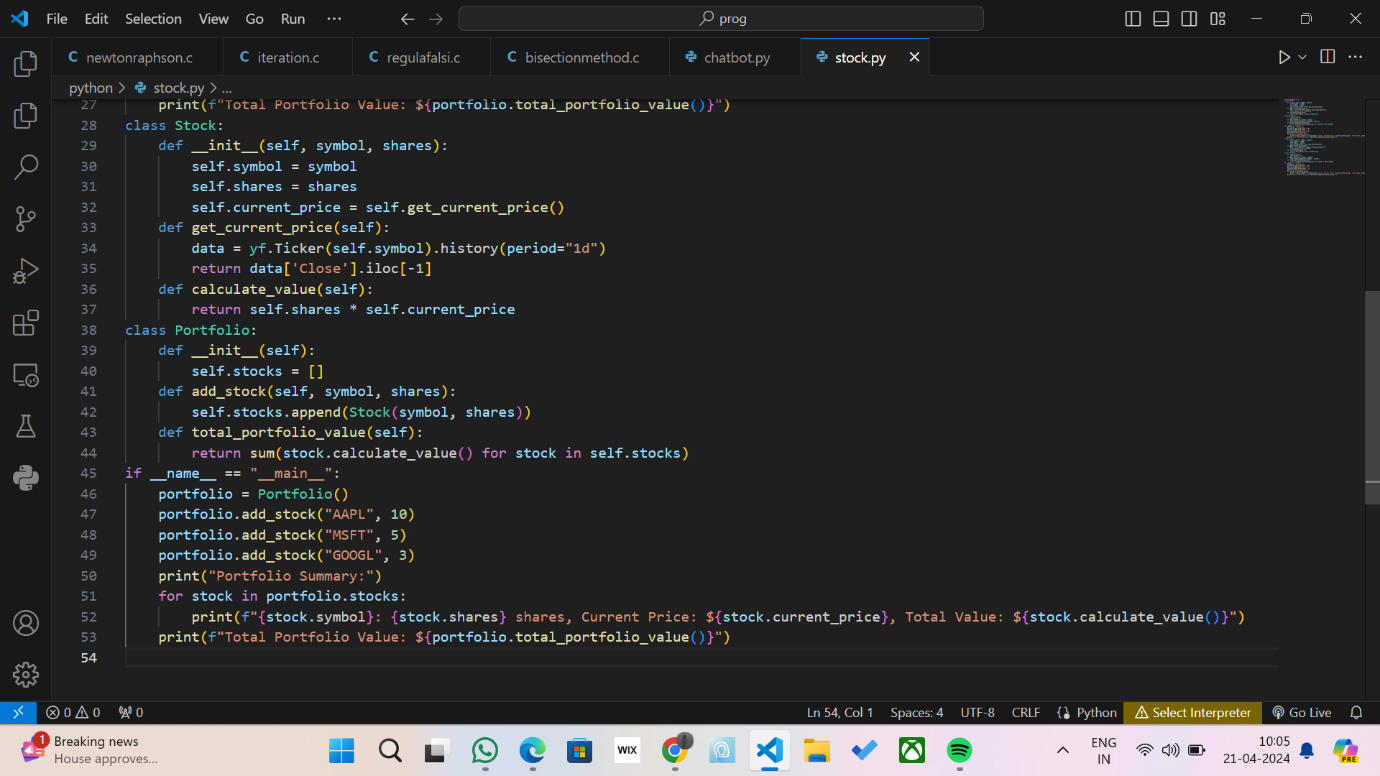 File Edit Selection View Go Run ···
prog
newtonraphson.c iteration.c regulafalsi.c bisectionmethod.c chatbot.py stock.py
python > stock.py > ...
27 print(f"Total Portfolio Value: ${portfolio.total_portfolio_value()}")
28 class Stock:
29 def __init__(self, symbol, shares):
30 self.symbol = symbol
31 self.shares = shares
32 self.current_price = self.get_current_price()
33 def get_current_price(self):
34 data = yf.Ticker(self.symbol).history(period="1d")
35 return data['Close'].iloc[-1]
36 def calculate_value(self):
37 return self.shares * self.current_price
38 class Portfolio:
39 def __init__(self):
40 self.stocks = []
41 def add_stock(self, symbol, shares):
42 self.stocks.append(Stock(symbol, shares))
43 def total_portfolio_value(self):
44 return sum(stock.calculate_value() for stock in self.stocks)
45 if __name__ == "__main__":
46 portfolio = Portfolio()
47 portfolio.add_stock("AAPL", 10)
48 portfolio.add_stock("MSFT", 5)
49 portfolio.add_stock("GOOGL", 3)
50 print("Portfolio Summary:")
51 for stock in portfolio.stocks:
52 print(f"{stock.symbol}: {stock.shares} shares, Current Price: ${stock.current_price}, Total Value: ${stock.calculate_value()}")
53 print(f"Total Portfolio Value: ${portfolio.total_portfolio_value()}")
54
0 0 0 Ln 54, Col 1 Spaces: 4 UTF-8 CRLF Python Select Interpreter Go Live
1 Breaking news
House approves...
WIX
ENG
IN
10:05
21-04-2024
PRE